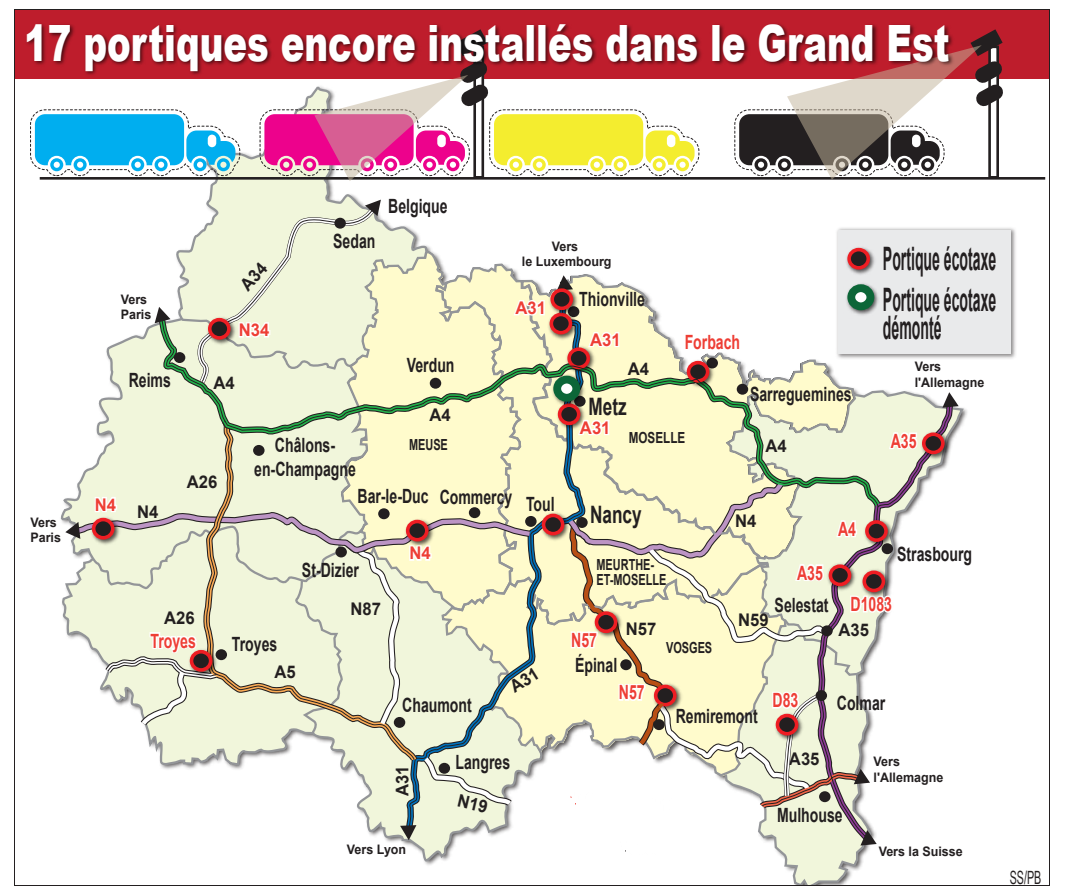 17 portiques encore installés dans le Grand Est
Belgique
Sedan
A34
Vers
le Luxembourg
Portique écotaxe
Portique écotaxe
démonté
Vers
Paris
N34
A31
Thionville
A31
Forbach
Reims
A4
Verdun
A4
A4
Sarreguemines
Vers
l'Allemagne
Metz
A31
MEUSE
MOSELLE
A4
A35
Châlons-
en-Champagne
A26
Bar-le-Duc
Commercy
Toul
Nancy
N4
N4
Vers
Paris
N4
N4
A4
Strasbourg
St-Dizier
MEURTHE-
ET-MOSELLE
A35
D1083
N87
Selestat
A26
Troyes
Troyes
N57
N57
N59
A35
VOSGES
Épinal
A5
A31
N57
D83
Colmar
Chaumont
Remiremont
A35
Vers
l'Allemagne
Langres
A31
N19
Mulhouse
Vers Lyon
Vers la Suisse
SS/PB